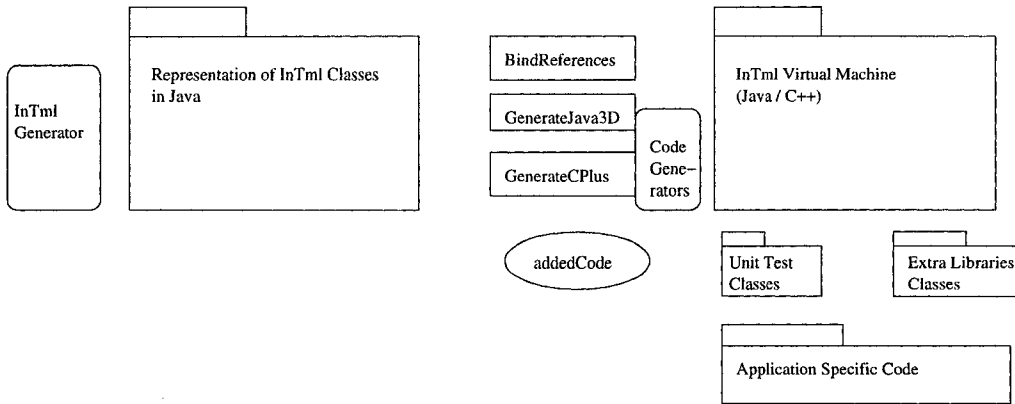 InTml
Generator
Representation of InTml Classes
in Java
BindReferences
GenerateJava3D
GenerateCPlus
Code
Gene-
rators
addedCode
InTml Virtual Machine
(Java / C++)
Unit Test
Classes
Extra Libraries
Classes
Application Specific Code